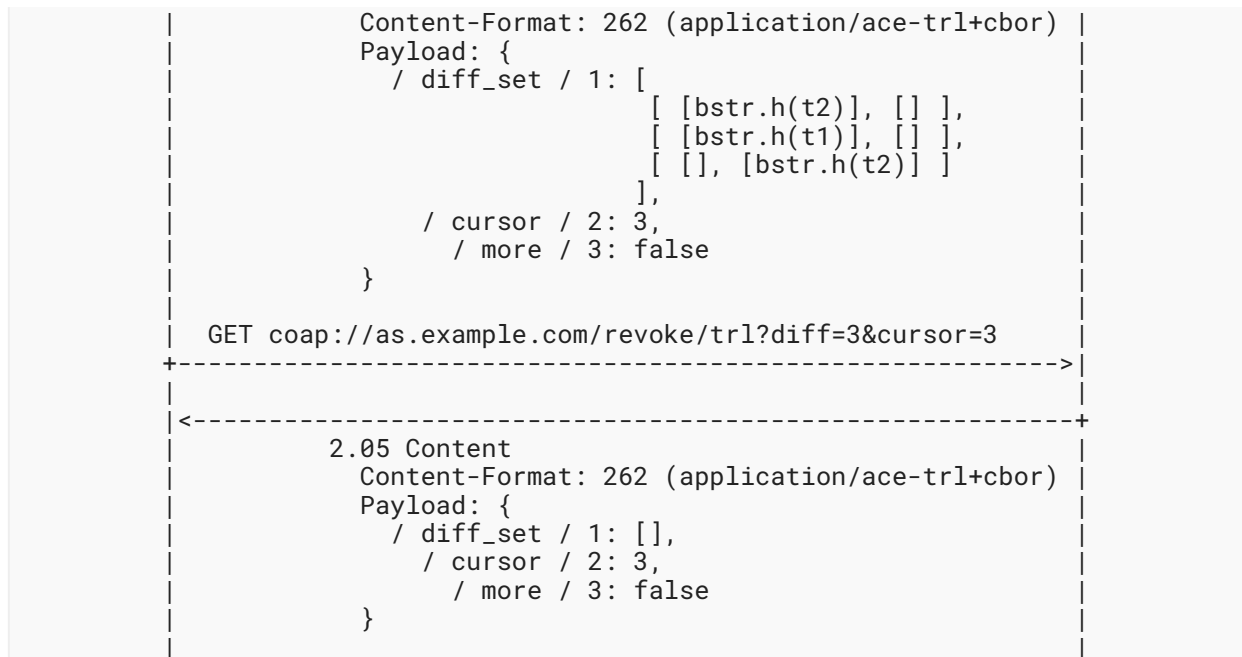 |            Content-Format: 262 (application/ace-trl+cbor) |
|            Payload: {                                     |
|              / diff_set / 1: [                            |
|                               [ [bstr.h(t2)], [] ],       |
|                               [ [bstr.h(t1)], [] ],       |
|                               [ [], [bstr.h(t2)] ]        |
|                              ],                           |
|                / cursor / 2: 3,                           |
|                  / more / 3: false                        |
|            }                                              |
|                                                           |
|  GET coap://as.example.com/revoke/trl?diff=3&cursor=3     |
+---------------------------------------------------------->|
|                                                           |
|<----------------------------------------------------------+
|          2.05 Content                                     |
|            Content-Format: 262 (application/ace-trl+cbor) |
|            Payload: {                                     |
|              / diff_set / 1: [],                          |
|                / cursor / 2: 3,                           |
|                  / more / 3: false                        |
|            }                                              |
|                                                           |